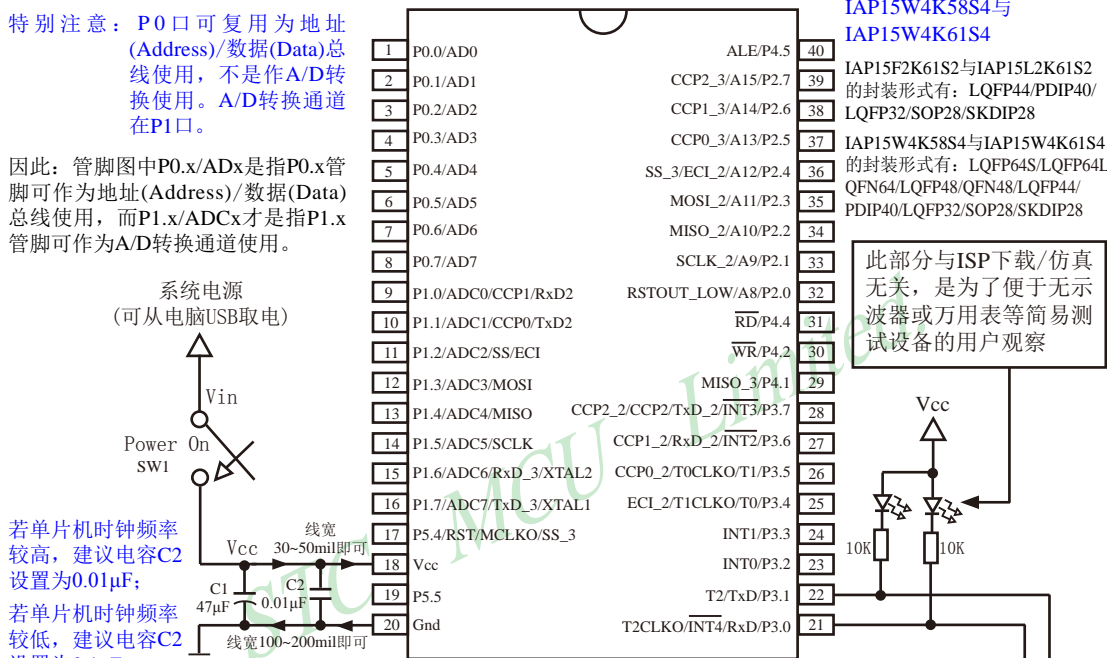 特别注意：P0口可复用为地址
(Address)/数据(Data)总
线使用，不是作A/D转
换使用。A/D转换通道
在P1口。
因此：管脚图中P0.x/ADx是指P0.x管
脚可作为地址(Address)/数据(Data)
总线使用，而P1.x/ADCx才是指P1.x
管脚可作为A/D转换通道使用。
系统电源
(可从电脑USB取电)
Vin
Power On
SW1
若单片机时钟频率
较高，建议电容C2
设置为0.01μF；
若单片机时钟频率
较低，建议电容C2
Vcc
线宽
30~50mil即可
C1
47μF
C2
0.01μF
线宽100~200mil即可
1 P0.0/AD0
2 P0.1/AD1
3 P0.2/AD2
4 P0.3/AD3
5 P0.4/AD4
6 P0.5/AD5
7 P0.6/AD6
8 P0.7/AD7
9 P1.0/ADC0/CCP1/RxD2
10 P1.1/ADC1/CCP0/TxD2
11 P1.2/ADC2/SS/ECI
12 P1.3/ADC3/MOSI
13 P1.4/ADC4/MISO
14 P1.5/ADC5/SCLK
15 P1.6/ADC6/RxD_3/XTAL2
16 P1.7/ADC7/TxD_3/XTAL1
17 P5.4/RST/MCLKO/SS_3
18 Vcc
19 P5.5
20 Gnd
ALE/P4.5 40
CCP2_3/A15/P2.7 39
CCP1_3/A14/P2.6 38
CCP0_3/A13/P2.5 37
SS_3/ECI_2/A12/P2.4 36
MOSI_2/A11/P2.3 35
MISO_2/A10/P2.2 34
SCLK_2/A9/P2.1 33
RSTOUT_LOW/A8/P2.0 32
RD/P4.4 31
WR/P4.2 30
MISO_3/P4.1 29
CCP2_2/CCP2/TxD_2/INT3/P3.7 28
CCP1_2/RxD_2/INT2/P3.6 27
CCP0_2/T0CLKO/T1/P3.5 26
ECI_2/T1CLKO/T0/P3.4 25
INT1/P3.3 24
INT0/P3.2 23
T2/TxD/P3.1 22
T2CLKO/INT4/RxD/P3.0 21
STC MCU Limited.
IAP15W4K58S4与
IAP15W4K61S4
IAP15F2K61S2与IAP15L2K61S2
的封装形式有：LQFP44/PDIP40/
LQFP32/SOP28/SKDIP28
IAP15W4K58S4与IAP15W4K61S4
的封装形式有：LQFP64S/LQFP64L
QFN64/LQFP48/QFN48/LQFP44/
PDIP40/LQFP32/SOP28/SKDIP28
此部分与ISP下载/仿真
无关，是为了便于无示
波器或万用表等简易测
试设备的用户观察
Vcc
10K
10K